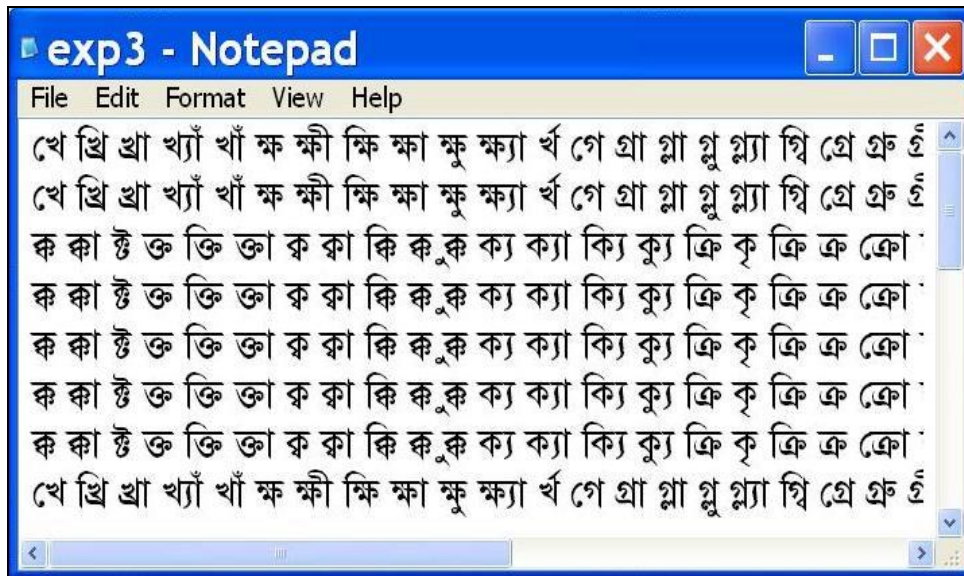 exp3 - Notepad
File Edit Format View Help
খে খ্রি খ্রা খ্যাঁ খাঁ ক্ষ ক্ষী ক্ষি ক্ষা ক্ষু ক্ষ্যা র্খ গে গ্রা গ্লা গ্লু গ্ল্যা গ্বি গ্রে গ্রু
খে খ্রি খ্রা খ্যাঁ খাঁ ক্ষ ক্ষী ক্ষি ক্ষা ক্ষু ক্ষ্যা র্খ গে গ্রা গ্লা গ্লু গ্ল্যা গ্বি গ্রে গ্রু
ক্ক ক্কা ক্ট ক্ত ক্তি ক্তা ক্ব ক্বা ক্কি ক্ক ুক্ক ক্য ক্যা ক্যি ক্যু ক্রি কৃ ক্রি ক্র ক্রো
ক্ক ক্কা ক্ট ক্ত ক্তি ক্তা ক্ব ক্বা ক্কি ক্ক ুক্ক ক্য ক্যা ক্যি ক্যু ক্রি কৃ ক্রি ক্র ক্রো
ক্ক ক্কা ক্ট ক্ত ক্তি ক্তা ক্ব ক্বা ক্কি ক্ক ুক্ক ক্য ক্যা ক্যি ক্যু ক্রি কৃ ক্রি ক্র ক্রো
ক্ক ক্কা ক্ট ক্ত ক্তি ক্তা ক্ব ক্বা ক্কি ক্ক ুক্ক ক্য ক্যা ক্যি ক্যু ক্রি কৃ ক্রি ক্র ক্রো
ক্ক ক্কা ক্ট ক্ত ক্তি ক্তা ক্ব ক্বা ক্কি ক্ক ুক্ক ক্য ক্যা ক্যি ক্যু ক্রি কৃ ক্রি ক্র ক্রো
খে খ্রি খ্রা খ্যাঁ খাঁ ক্ষ ক্ষী ক্ষি ক্ষা ক্ষু ক্ষ্যা র্খ গে গ্রা গ্লা গ্লু গ্ল্যা গ্বি গ্রে গ্রু